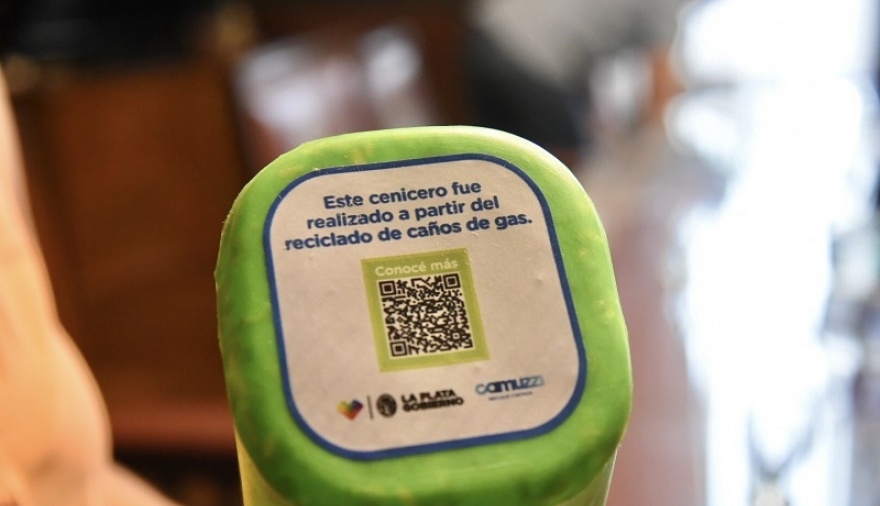 Este cenicero fue
realizado a partir del
reciclado de caños de gas.
Conocé más
LA PLATA
GOBIERNO
camuzzi